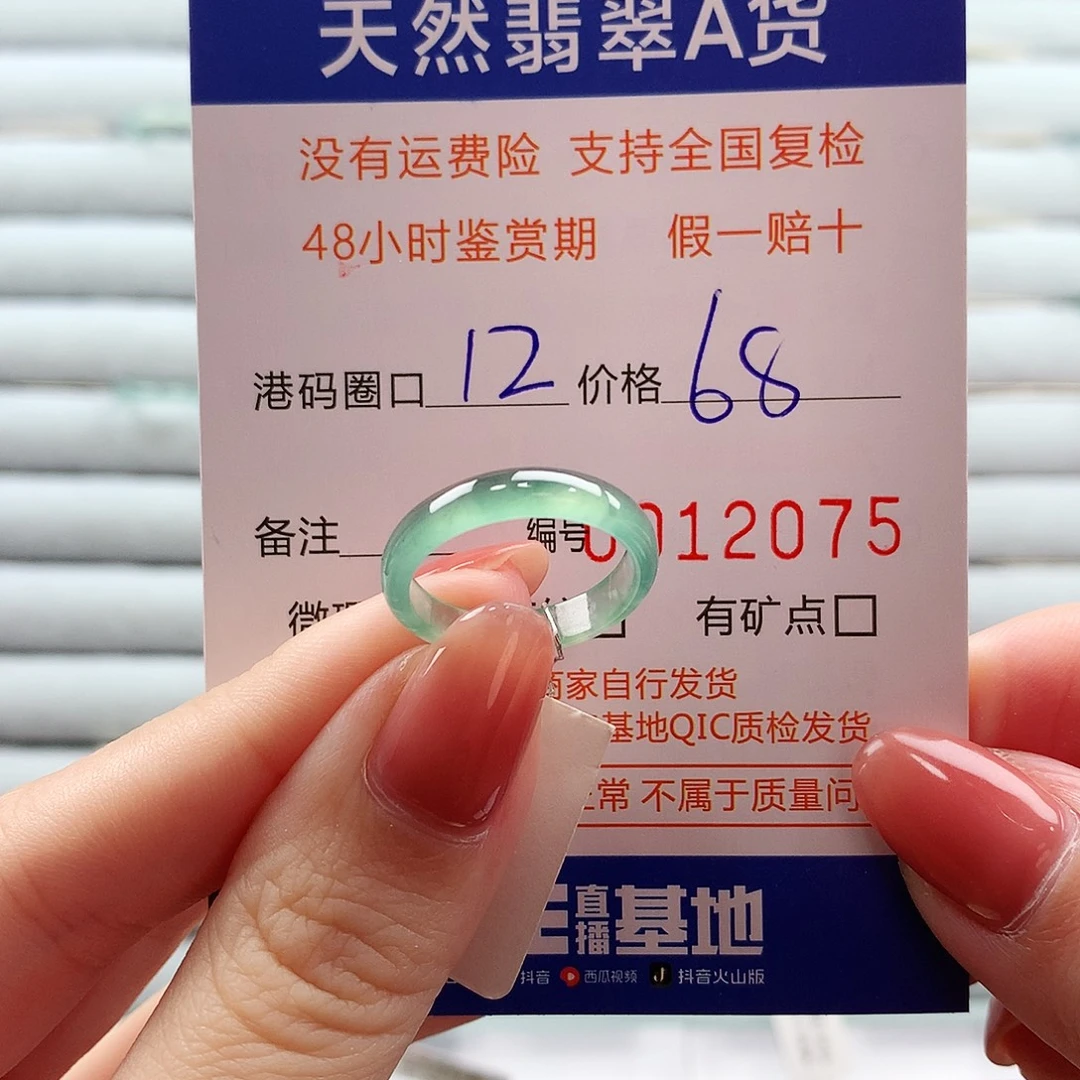 天然翡翠A货
没有运费险 支持全国复检
48小时鉴赏期 假一赔十
港码圈口 12 价格 68
备注 编号 0012075
微 有矿点□
商家自行发货
基地QIC质检发货
常 不属于质量问
直播基地
抖音 西瓜视频 抖音火山版